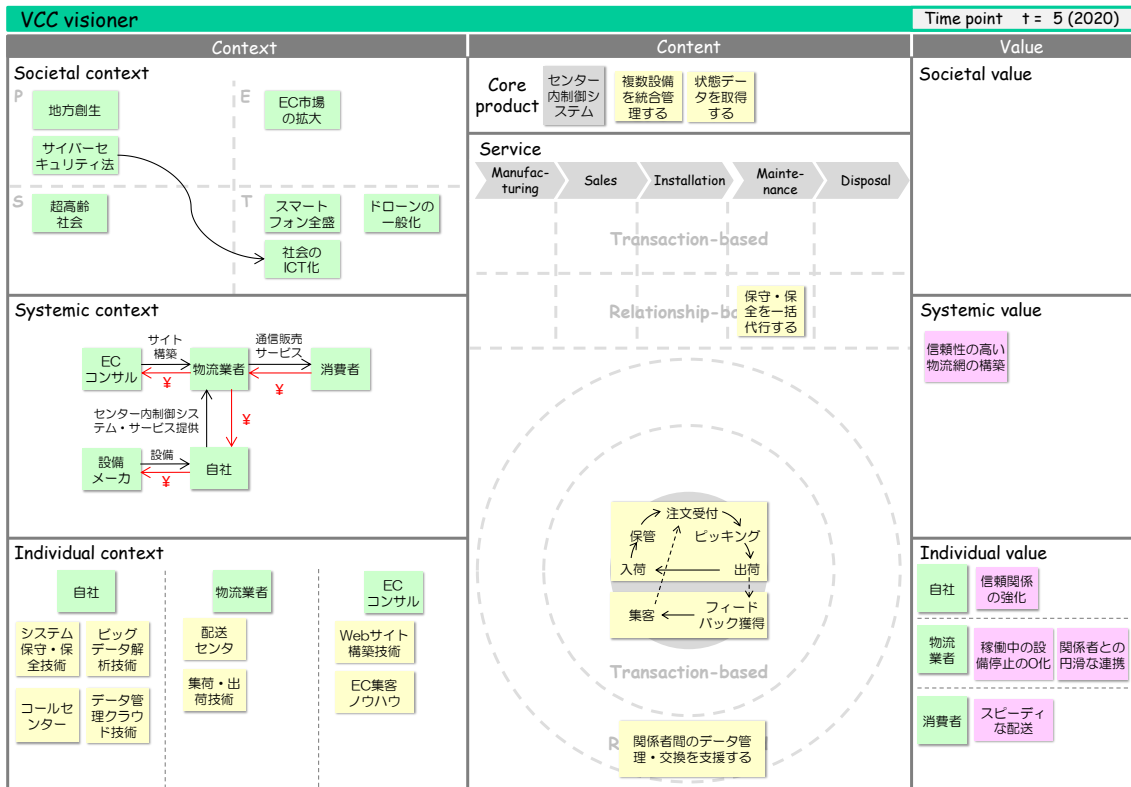 VCC visioner
Time point t = 5 (2020)
Context
Content
Value
Societal context
P
地方創生
サイバーセ
キュリティ法
E
EC市場
の拡大
S
超高齢
社会
T
スマート
フォン全盛
ドローンの
一般化
社会の
ICT化
Systemic context
EC
コンサル
サイト
構築
¥
物流業者
通信販売
サービス
¥
消費者
センター内制御シス
テム・サービス提供
¥
設備
メーカ
設備
¥
自社
Individual context
自社
システム
保守・保
全技術
ビッグ
データ解
析技術
コールセ
ンター
データ管
理クラウ
ド技術
物流業者
配送
センタ
集荷・出
荷技術
EC
コンサル
Webサイト
構築技術
EC集客
ノウハウ
Core
product
センター
内制御シ
ステム
複数設備
を統合管
理する
状態デー
タを取得
する
Service
Manufac-
turing
Sales
Installation
Mainte-
nance
Disposal
Transaction-based
Relationship-ba
保守・保
全を一括
代行する
注文受付
保管
ピッキング
入荷
出荷
集客
フィード
バック獲得
Transaction-based
R
d
関係者間のデータ管
理・交換を支援する
Societal value
Systemic value
信頼性の高い
物流網の構築
Individual value
自社
信頼関係
の強化
物流
業者
稼働中の設
備停止の0化
関係者との
円滑な連携
消費者
スピーディ
な配送